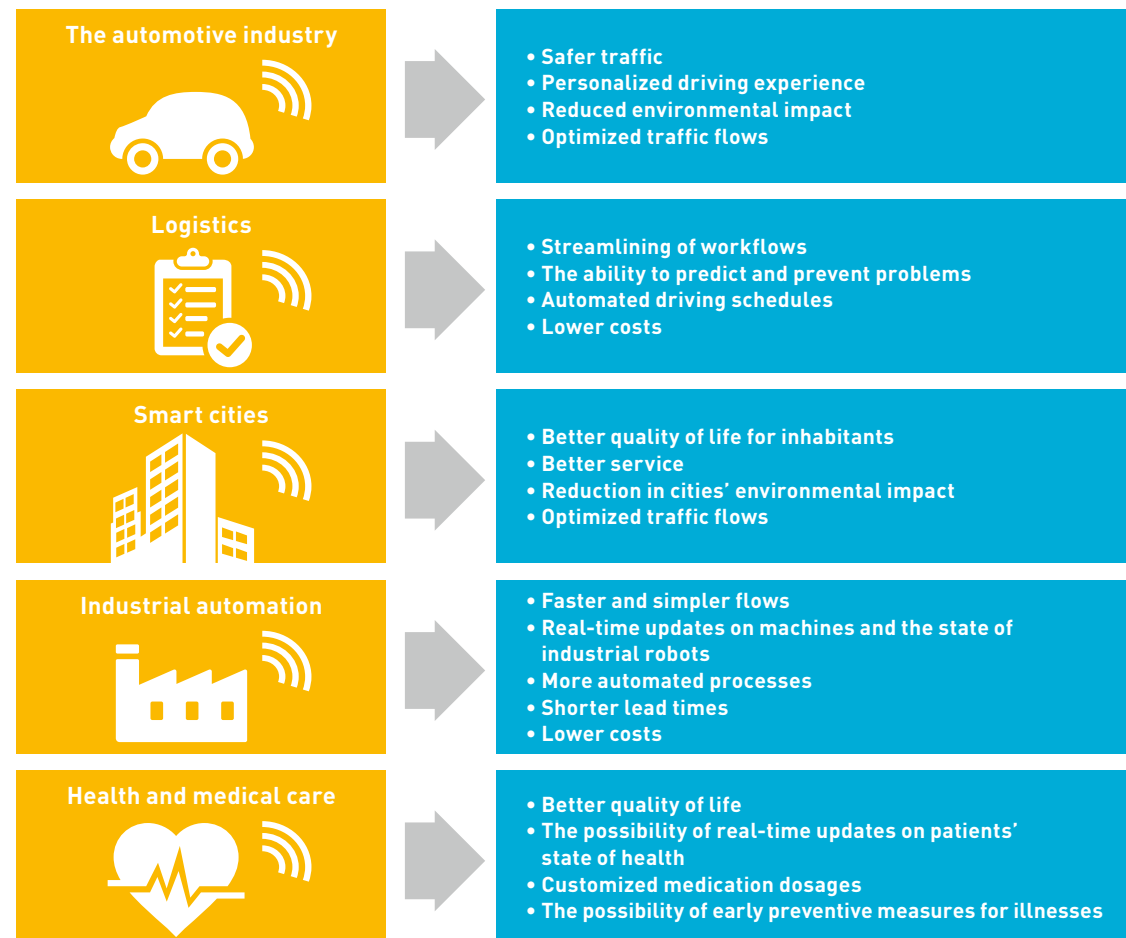 The automotive industry
• Safer traffic
• Personalized driving experience
• Reduced environmental impact
• Optimized traffic flows
Logistics
• Streamlining of workflows
• The ability to predict and prevent problems
• Automated driving schedules
• Lower costs
Smart cities
• Better quality of life for inhabitants
• Better service
• Reduction in cities’ environmental impact
• Optimized traffic flows
Industrial automation
• Faster and simpler flows
• Real-time updates on machines and the state of
industrial robots
• More automated processes
• Shorter lead times
• Lower costs
Health and medical care
• Better quality of life
• The possibility of real-time updates on patients’
state of health
• Customized medication dosages
• The possibility of early preventive measures for illnesses